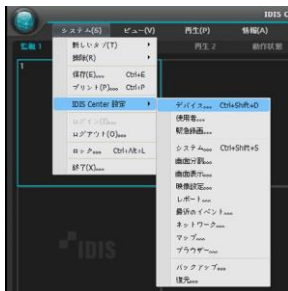 IDIS C
システム(S) ビュー(V) 再生(P) 情報(A)
監視 1 再生 2 動作状態
1
新しいタブ(T)
削除(R)
保存(E)... Ctrl+E
プリント(P)... Ctrl+P
IDIS Center 設定
ログイン(I)...
ログアウト(O)...
ロック... Ctrl+Alt+L
終了(X)...
デバイス... Ctrl+Shift+D
使用者...
緊急録画...
システム... Ctrl+Shift+S
画面分割...
画面表示...
映像設定...
レポート...
最近のイベント...
ネットワーク...
マップ...
ブラウザー...
バックアップ...
復元...
IDIS